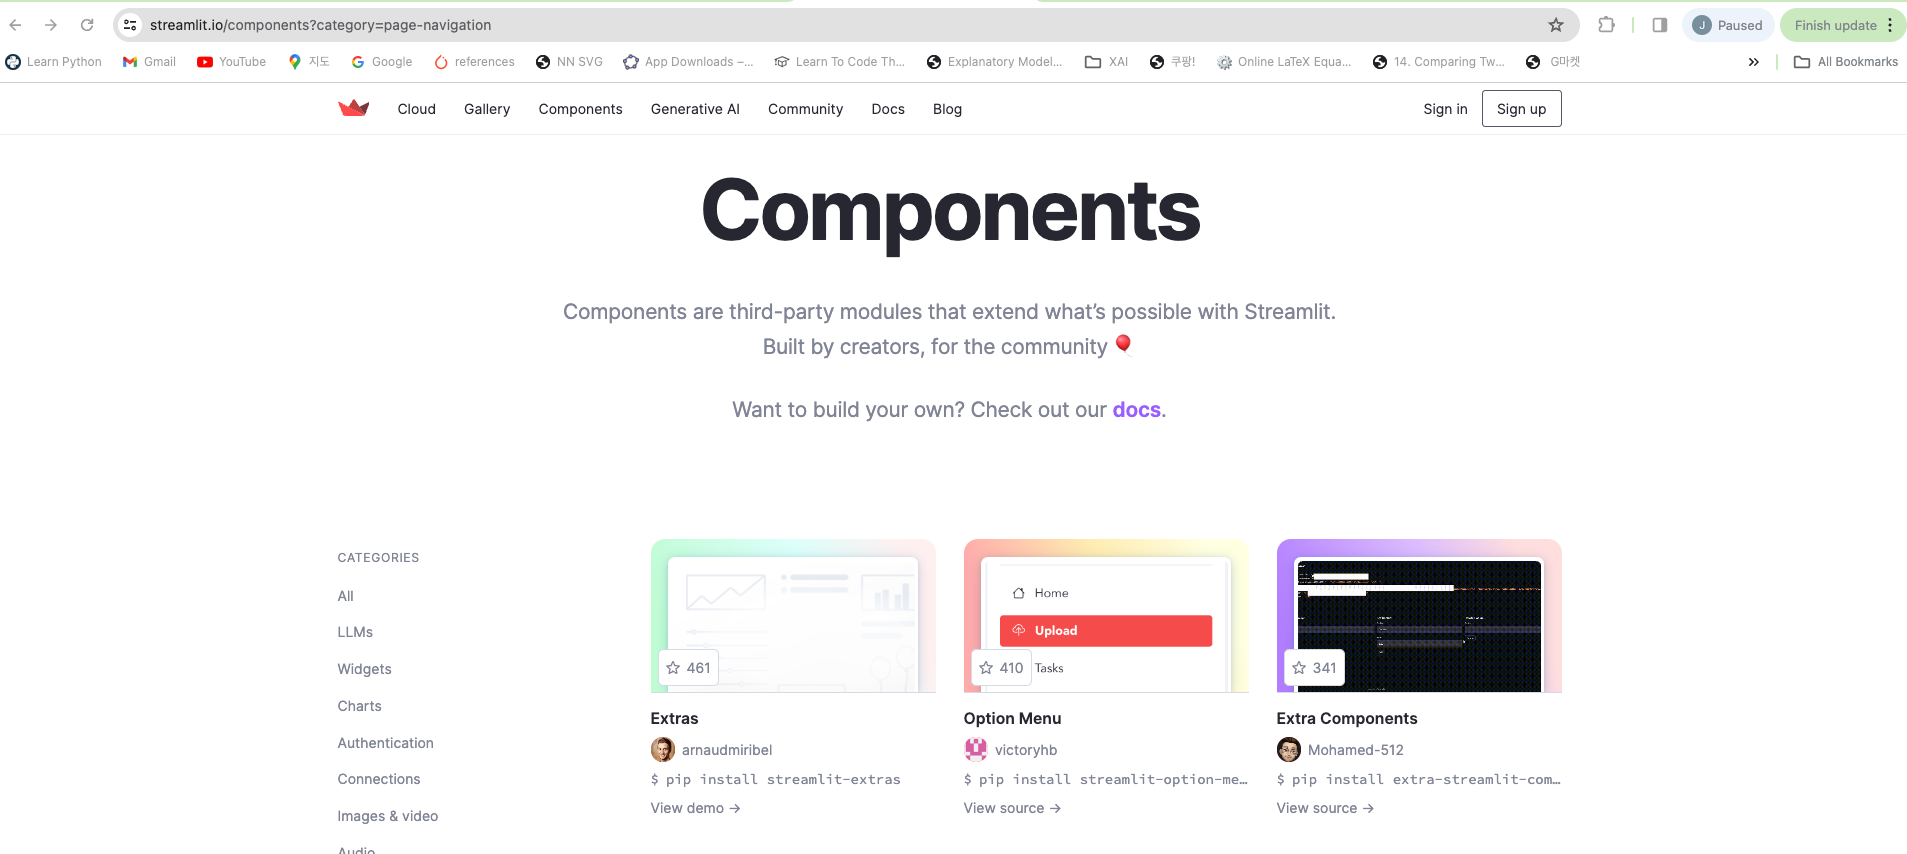 streamlit.io/components?category=page-navigation
J Paused
Finish update
Learn Python
Gmail
YouTube
지도
Google
references
NN SVG
App Downloads –...
Learn To Code Th...
Explanatory Model...
XAI
쿠팡!
Online LaTeX Equa...
14. Comparing Tw...
G마켓
»
All Bookmarks
Cloud
Gallery
Components
Generative AI
Community
Docs
Blog
Sign in
Sign up
Components
Components are third-party modules that extend what’s possible with Streamlit.
Built by creators, for the community 🎈
Want to build your own? Check out our docs.
CATEGORIES
All
LLMs
Widgets
Charts
Authentication
Connections
Images & video
Audio
461
Extras
arnaudmiribel
$ pip install streamlit-extras
View demo →
Home
Upload
Tasks
410
Option Menu
victoryhb
$ pip install streamlit-option-me…
View source →
341
Extra Components
Mohamed-512
$ pip install extra-streamlit-com…
View source →